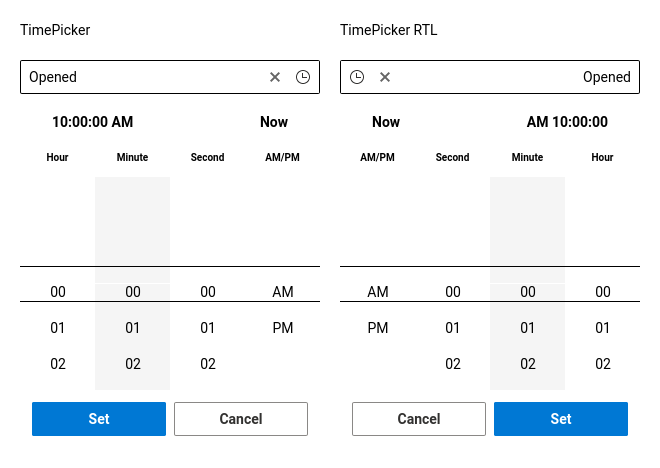 TimePicker
Opened
10:00:00 AM Now
Hour Minute Second AM/PM
00 00 00 AM
01 01 01 PM
02 02 02
Set Cancel
TimePicker RTL
Opened
Now AM 10:00:00
AM/PM Second Minute Hour
AM 00 00 00
PM 01 01 01
02 02 02
Cancel Set